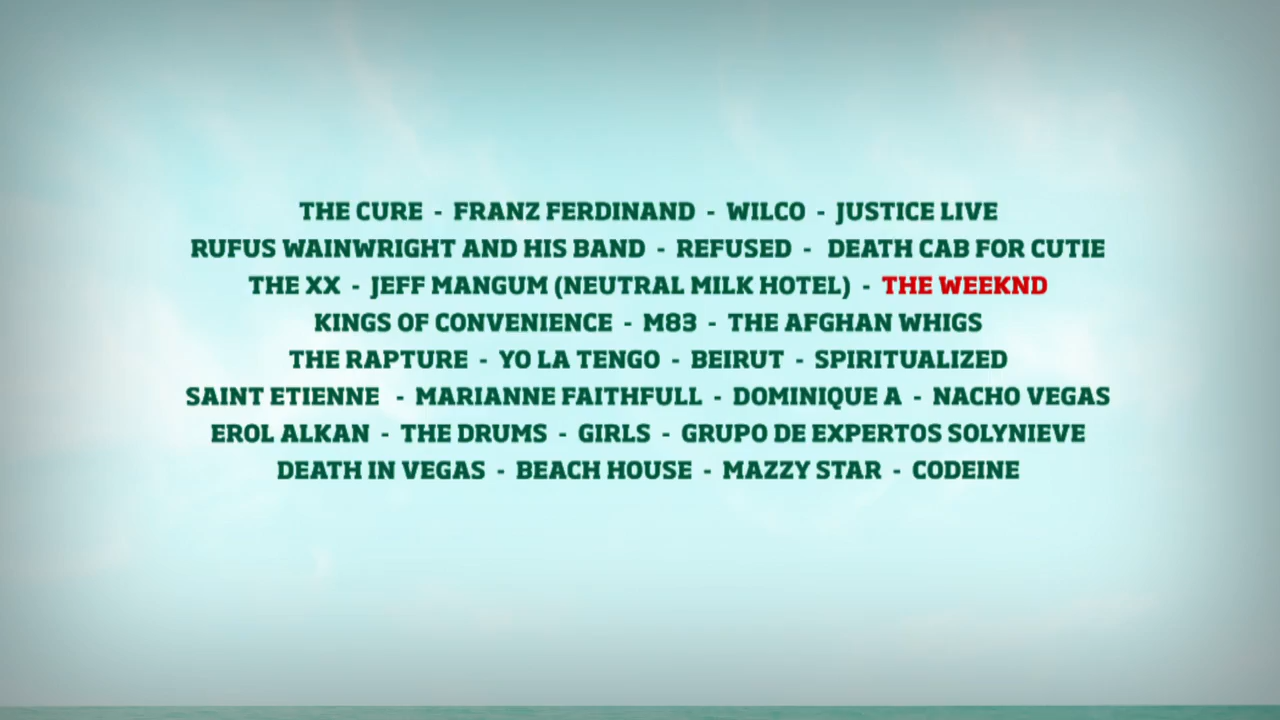 THE CURE - FRANZ FERDINAND - WILCO - JUSTICE LIVE
RUFUS WAINWRIGHT AND HIS BAND - REFUSED - DEATH CAB FOR CUTIE
THE XX - JEFF MANGUM (NEUTRAL MILK HOTEL) - THE WEEKND
KINGS OF CONVENIENCE - M83 - THE AFGHAN WHIGS
THE RAPTURE - YO LA TENGO - BEIRUT - SPIRITUALIZED
SAINT ETIENNE - MARIANNE FAITHFULL - DOMINIQUE A - NACHO VEGAS
EROL ALKAN - THE DRUMS - GIRLS - GRUPO DE EXPERTOS SOLYNIEVE
DEATH IN VEGAS - BEACH HOUSE - MAZZY STAR - CODEINE